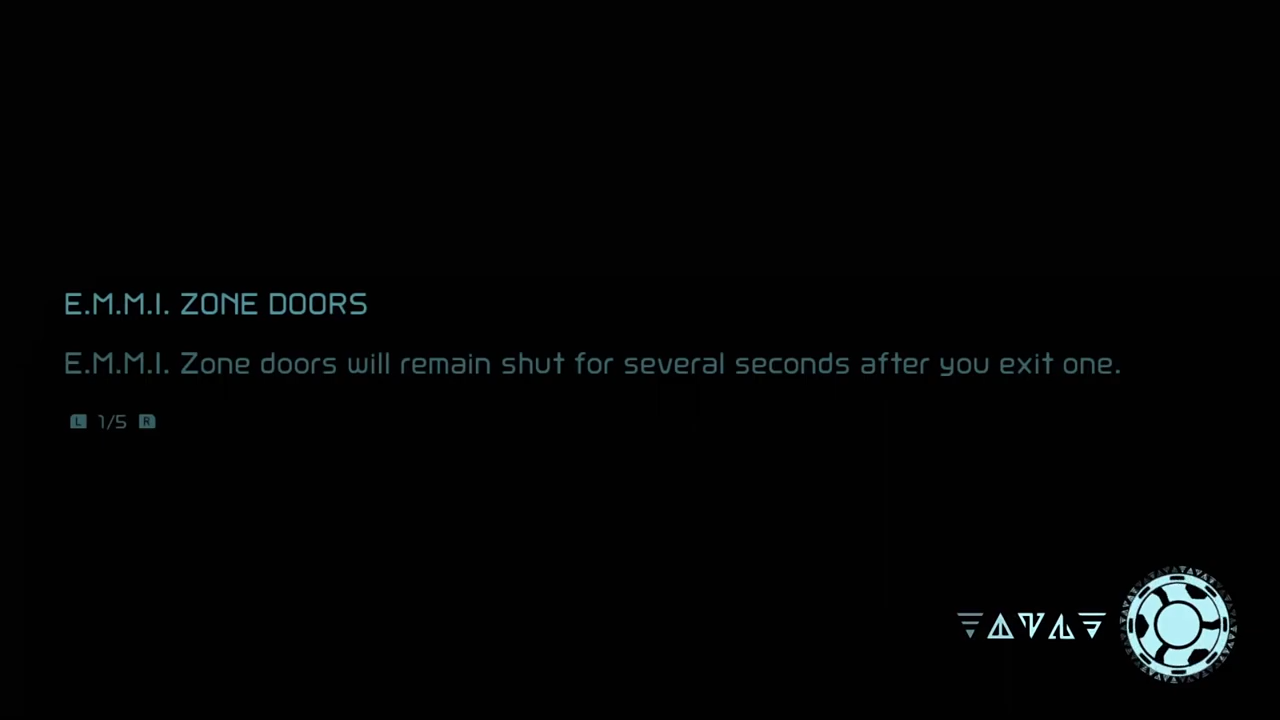 E.M.M.I. ZONE DOORS
E.M.M.I. Zone doors will remain shut for several seconds after you exit one.
L 1/5 R